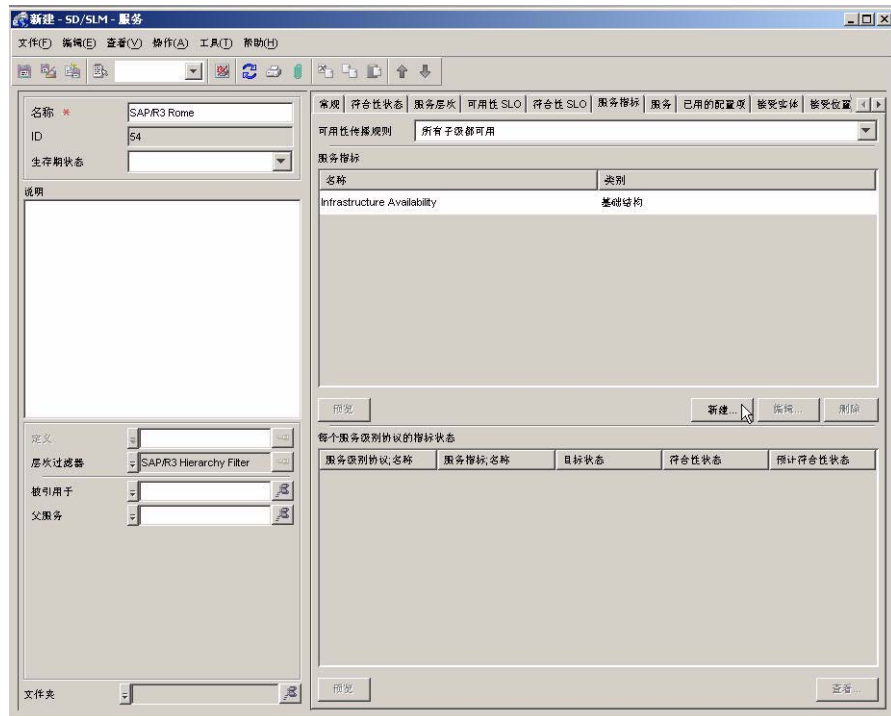 新建 - SD/SLM - 服务
文件(F) 编辑(E) 查看(V) 操作(A) 工具(T) 帮助(H)
名称 *
SAP/R3 Rome
ID
54
生存期状态
说明
定义
层次过滤器
SAP/R3 Hierarchy Filter
被引用于
父服务
文件夹
常规 符合性状态 服务层次 可用性 SLO 符合性 SLO 服务指标 服务 已用的配置项 接受实体 接受位置
可用性传播规则
所有子级都可用
服务指标
名称 类别
Infrastructure Availability 基础结构
预览 新建... 编辑... 删除
每个服务级别协议的指标状态
服务级别协议;名称 服务指标;名称 目标状态 符合性状态 预计符合性状态
预览 查看...